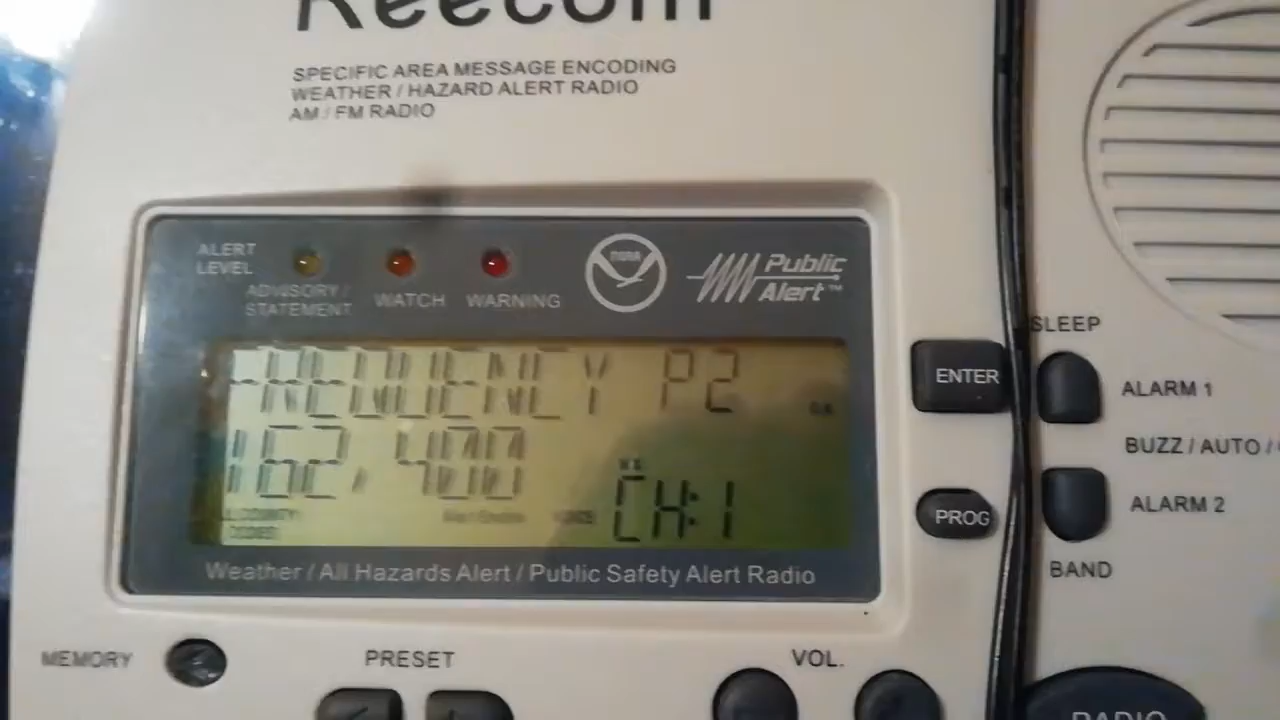 Reecom
SPECIFIC AREA MESSAGE ENCODING
WEATHER / HAZARD ALERT RADIO
AM / FM RADIO
ALERT
LEVEL
ADVISORY /
STATEMENT
WATCH
WARNING
NOAA
Public
Alert™
FREQUENCY P2
162.400
CH:1
Weather / All Hazards Alert / Public Safety Alert Radio
ENTER
PROG
SLEEP
ALARM 1
BUZZ / AUTO /
ALARM 2
BAND
MEMORY
PRESET
VOL.
RADIO